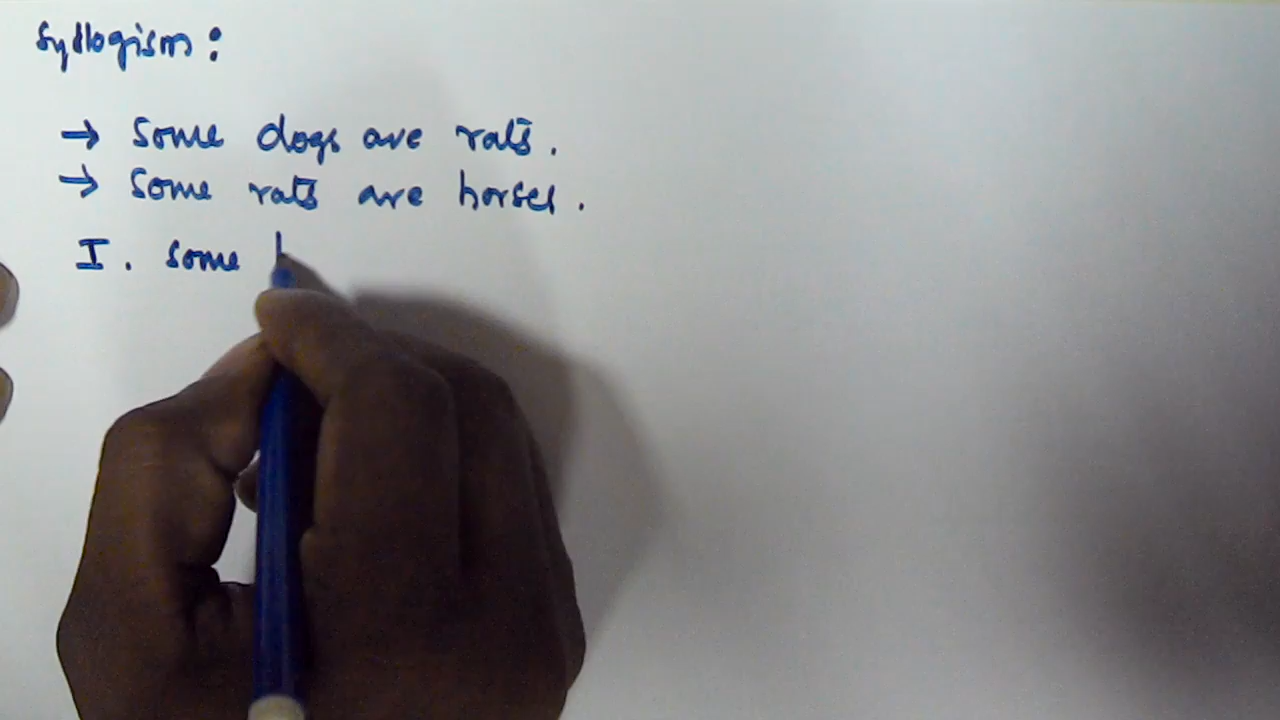 Syllogism :
→ Some dogs are rats.
→ Some rats are horses.
I. Some